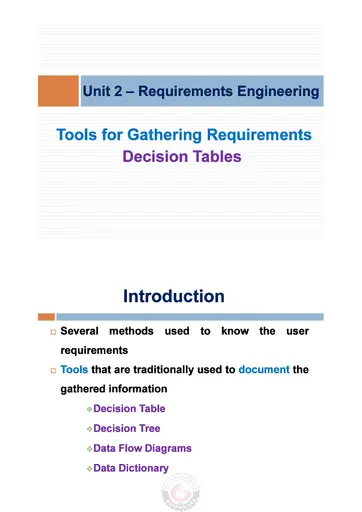 Unit 2 – Requirements Engineering
Tools for Gathering Requirements
Decision Tables
Introduction
Several methods used to know the user
requirements
Tools that are traditionally used to document the
gathered information
Decision Table
Decision Tree
Data Flow Diagrams
Data Dictionary